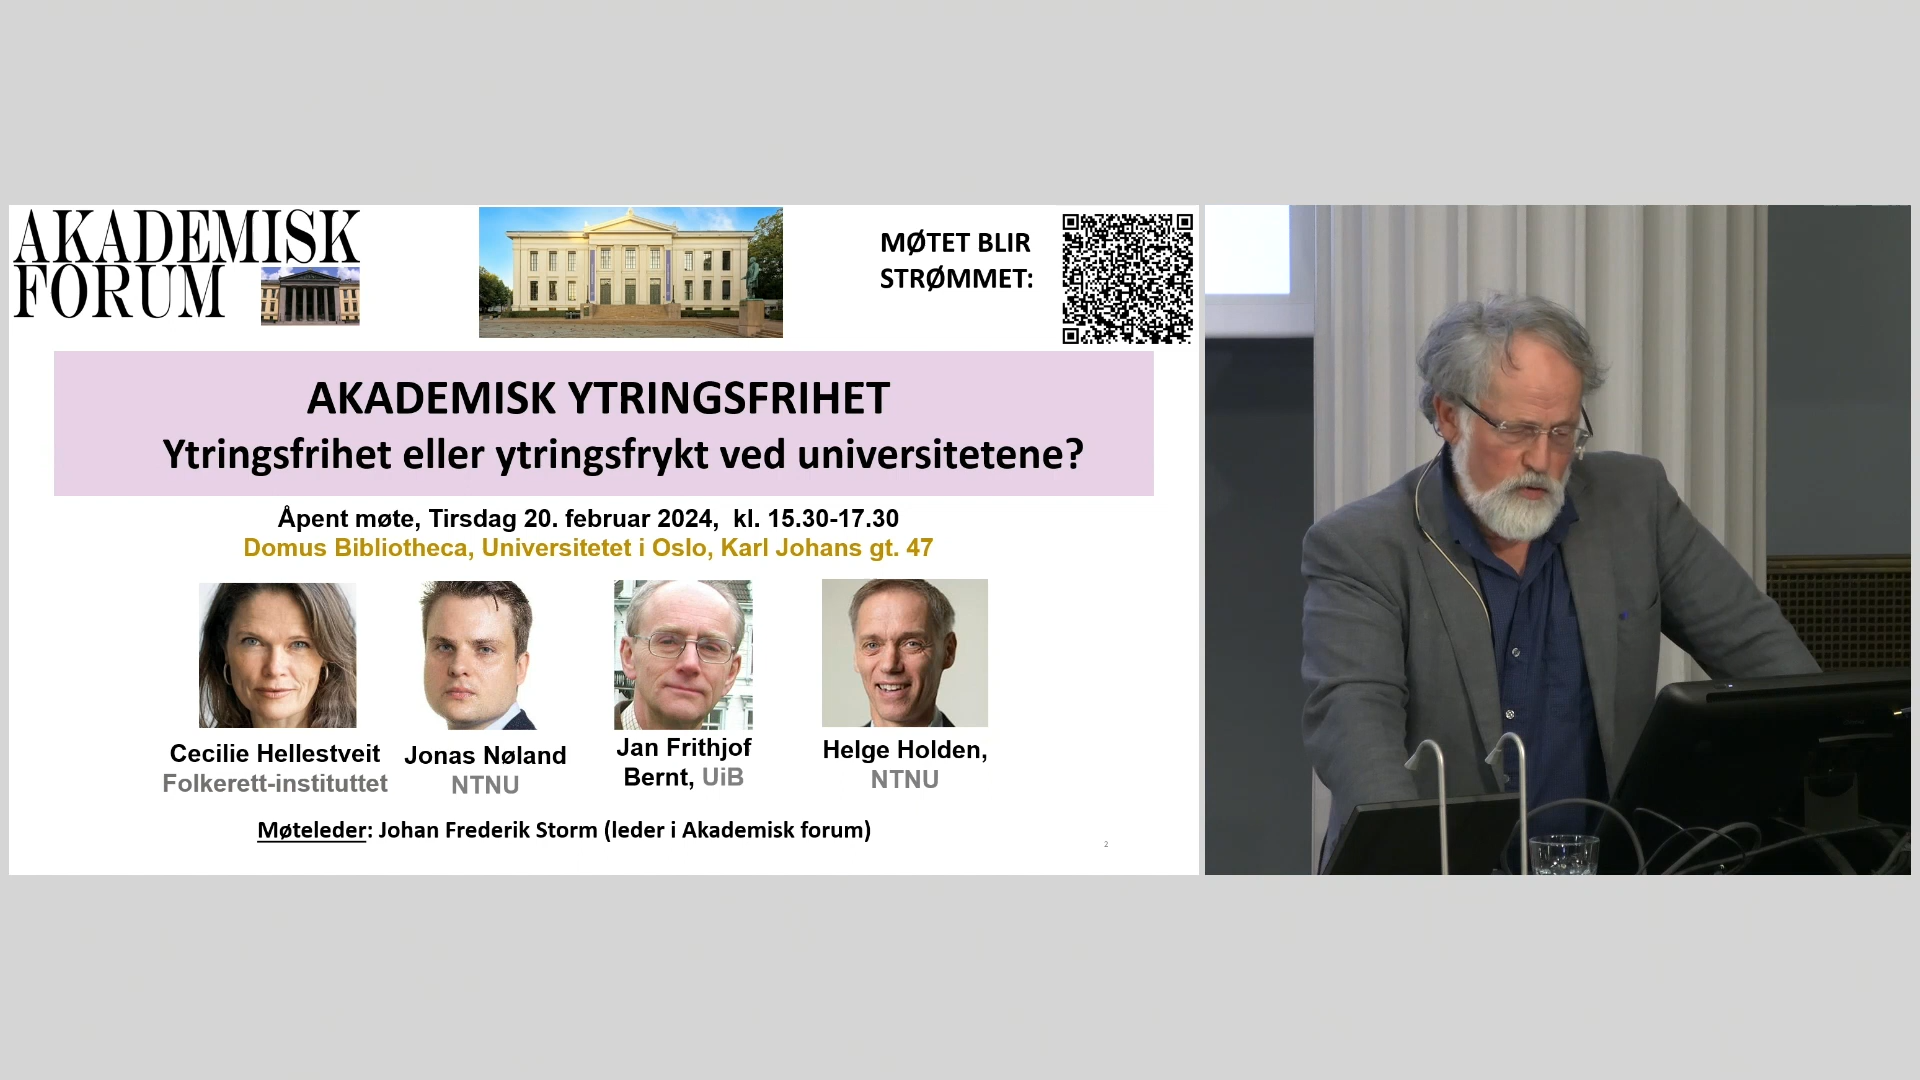 AKADEMISK
FORUM
MØTET BLIR
STRØMMET:
AKADEMISK YTRINGSFRIHET
Ytringsfrihet eller ytringsfrykt ved universitetene?
Åpent møte, Tirsdag 20. februar 2024, kl. 15.30-17.30
Domus Bibliotheca, Universitetet i Oslo, Karl Johans gt. 47
Cecilie Hellestveit
Folkerett-instituttet
Jonas Nøland
NTNU
Jan Frithjof
Bernt, UiB
Helge Holden,
NTNU
Møteleder: Johan Frederik Storm (leder i Akademisk forum)
2